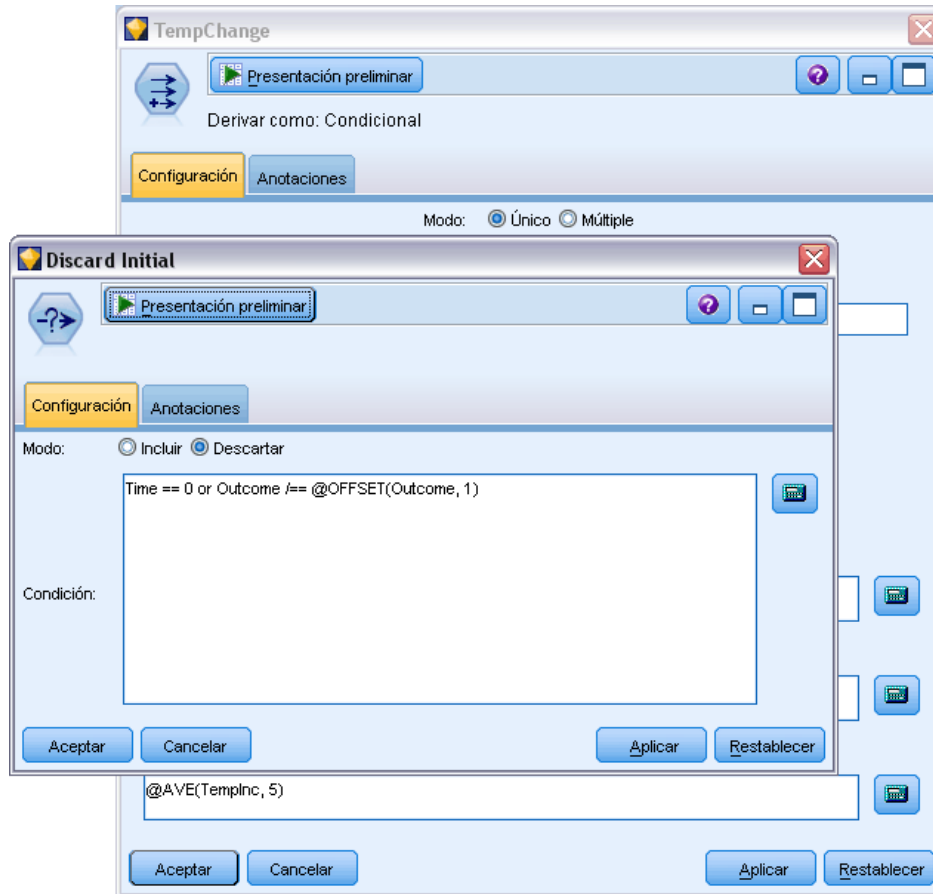 TempChange
Presentación preliminar
Derivar como: Condicional
Configuración Anotaciones
Modo: Único Múltiple
Discard Initial
Presentación preliminar
Configuración Anotaciones
Modo: Incluir Descartar
Time == 0 or Outcome /== @OFFSET(Outcome, 1)
Condición:
Aceptar Cancelar Aplicar Restablecer
@AVE(TempInc, 5)
Aceptar Cancelar Aplicar Restablecer